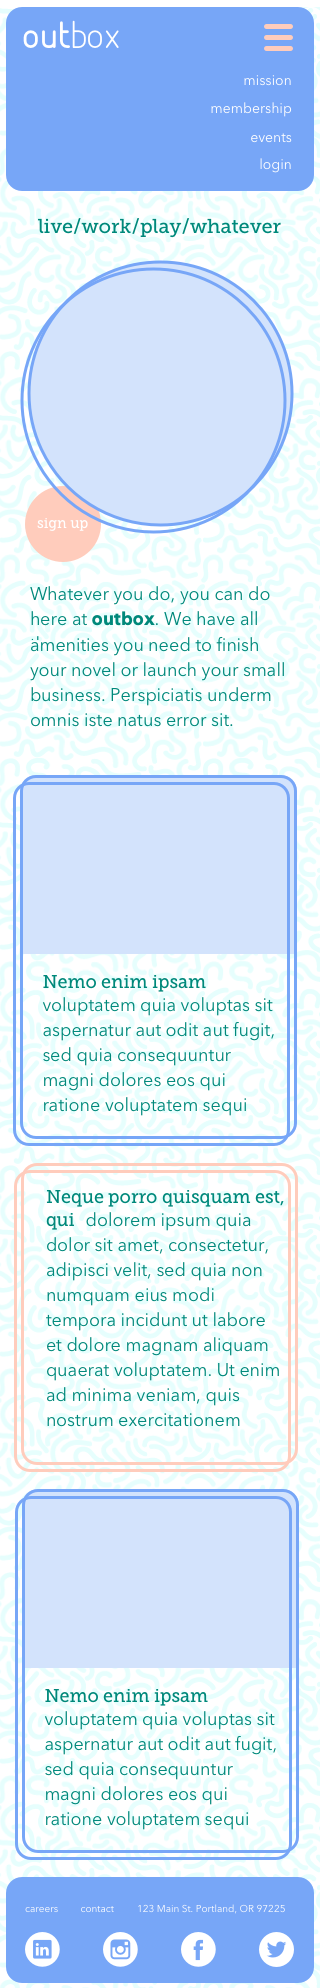 outbox
mission
membership
events
login
live/work/play/whatever
sign up
Whatever you do, you can do
here at outbox. We have all
amenities you need to finish
your novel or launch your small
business. Perspiciatis underm
omnis iste natus error sit.
Nemo enim ipsam
voluptatem quia voluptas sit
aspernatur aut odit aut fugit,
sed quia consequuntur
magni dolores eos qui
ratione voluptatem sequi
Neque porro quisquam est,
qui dolorem ipsum quia
dolor sit amet, consectetur,
adipisci velit, sed quia non
numquam eius modi
tempora incidunt ut labore
et dolore magnam aliquam
quaerat voluptatem. Ut enim
ad minima veniam, quis
nostrum exercitationem
Nemo enim ipsam
voluptatem quia voluptas sit
aspernatur aut odit aut fugit,
sed quia consequuntur
magni dolores eos qui
ratione voluptatem sequi
careers contact 123 Main St. Portland, OR 97225